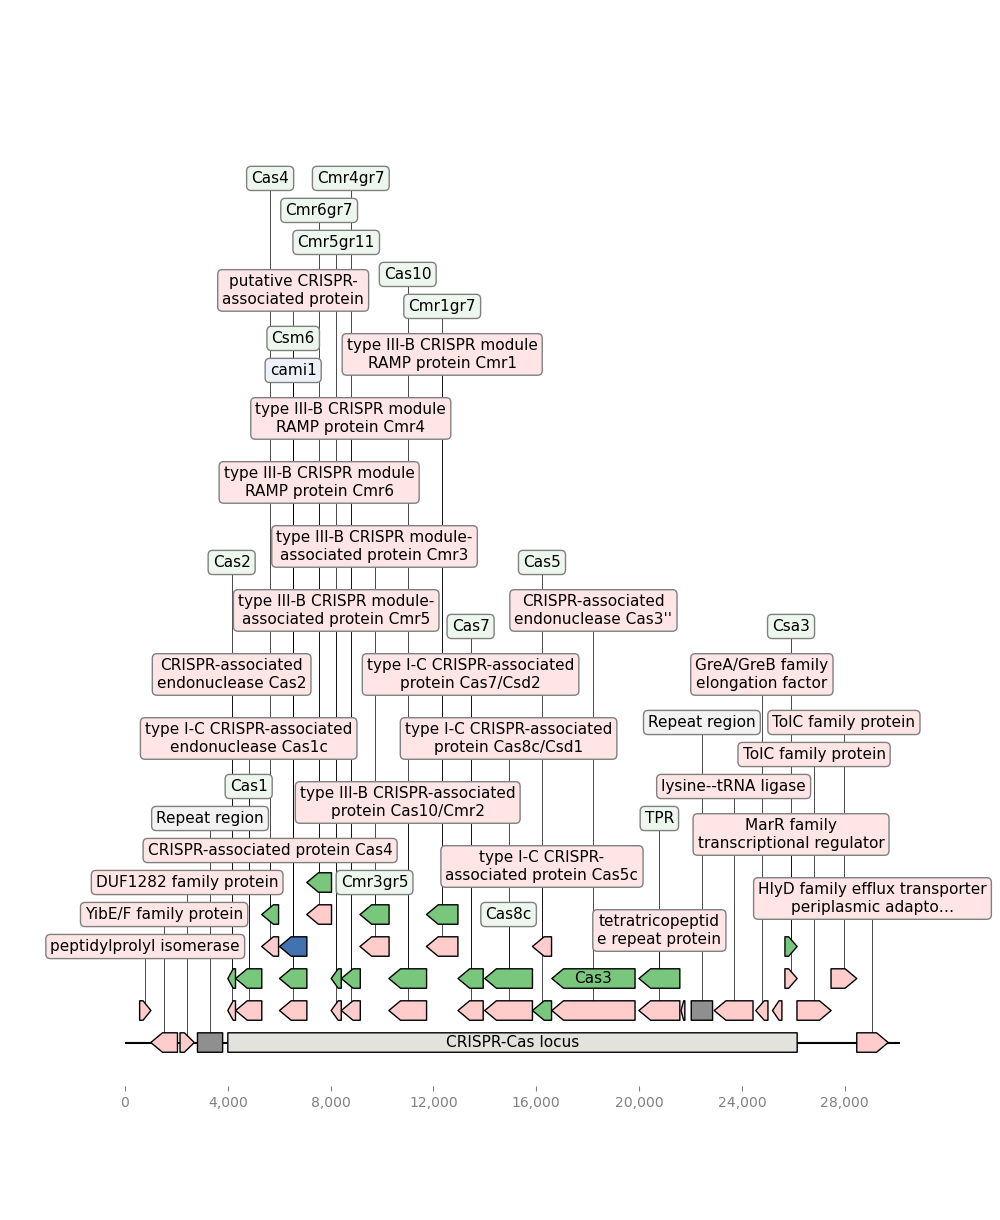 Cas4
Cmr4gr7
Cmr6gr7
Cmr5gr11
Cas10
putative CRISPR-
associated protein
Cmr1gr7
Csm6
type III-B CRISPR module
RAMP protein Cmr1
cami1
type III-B CRISPR module
RAMP protein Cmr4
type III-B CRISPR module
RAMP protein Cmr6
type III-B CRISPR module-
associated protein Cmr3
Cas2
Cas5
type III-B CRISPR module-
associated protein Cmr5
CRISPR-associated
endonuclease Cas3''
Cas7
Csa3
CRISPR-associated
endonuclease Cas2
type I-C CRISPR-associated
protein Cas7/Csd2
GreA/GreB family
elongation factor
Repeat region
TolC family protein
type I-C CRISPR-associated
endonuclease Cas1c
type I-C CRISPR-associated
protein Cas8c/Csd1
TolC family protein
Cas1
lysine--tRNA ligase
type III-B CRISPR-associated
protein Cas10/Cmr2
Repeat region
TPR
MarR family
transcriptional regulator
CRISPR-associated protein Cas4
type I-C CRISPR-
associated protein Cas5c
DUF1282 family protein
Cmr3gr5
HlyD family efflux transporter
periplasmic adapto...
YibE/F family protein
Cas8c
tetratricopeptid
e repeat protein
peptidylprolyl isomerase
Cas3
CRISPR-Cas locus
0
4,000
8,000
12,000
16,000
20,000
24,000
28,000